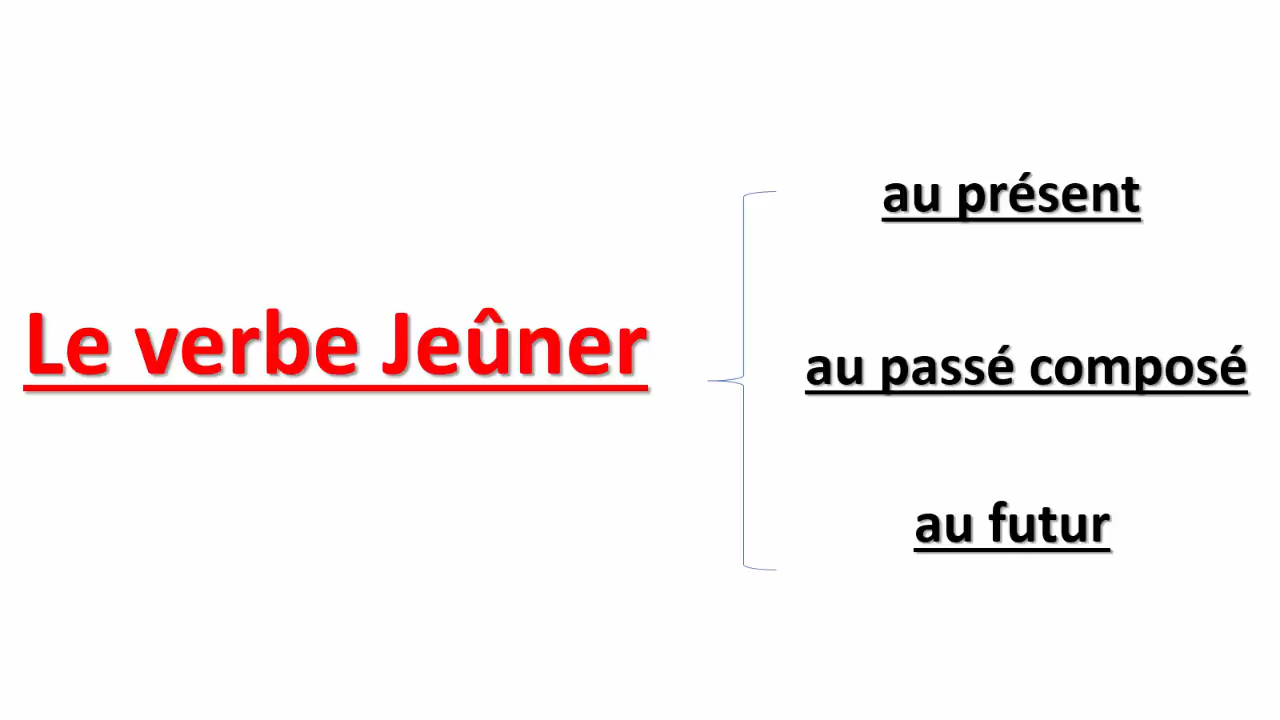 Le verbe Jeûner
au présent
au passé composé
au futur